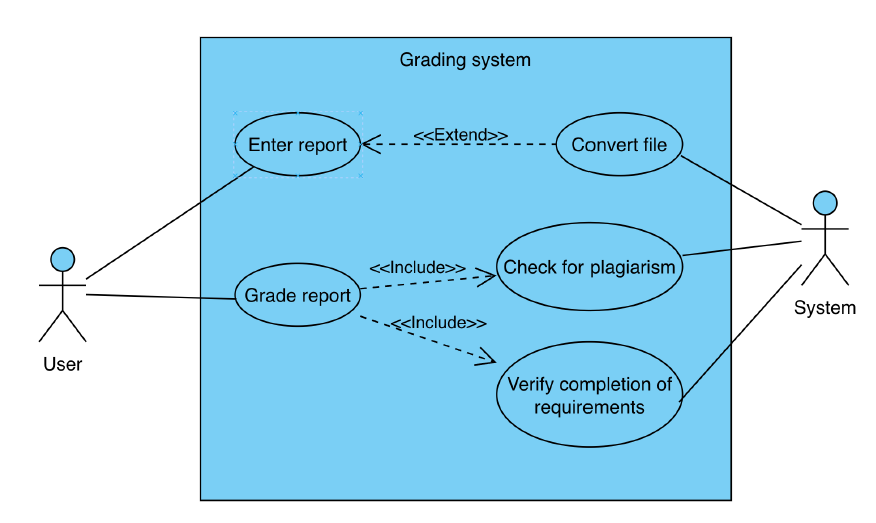 Grading system
Enter report
<<Extend>>
Convert file
<<Include>>
Check for plagiarism
Grade report
<<Include>>
System
User
Verify completion of
requirements